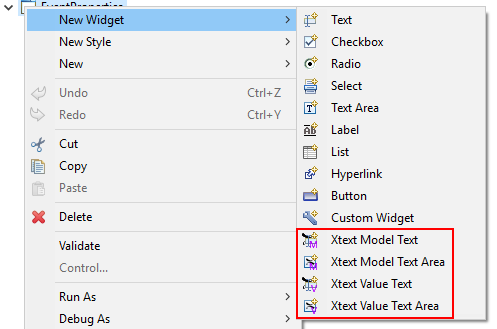 EventProperties
New Widget
New Style
New
Undo Ctrl+Z
Redo Ctrl+Y
Cut
Copy
Paste
Delete
Validate
Control...
Run As
Debug As
Text
Checkbox
Radio
Select
Text Area
Label
List
Hyperlink
Button
Custom Widget
Xtext Model Text
Xtext Model Text Area
Xtext Value Text
Xtext Value Text Area